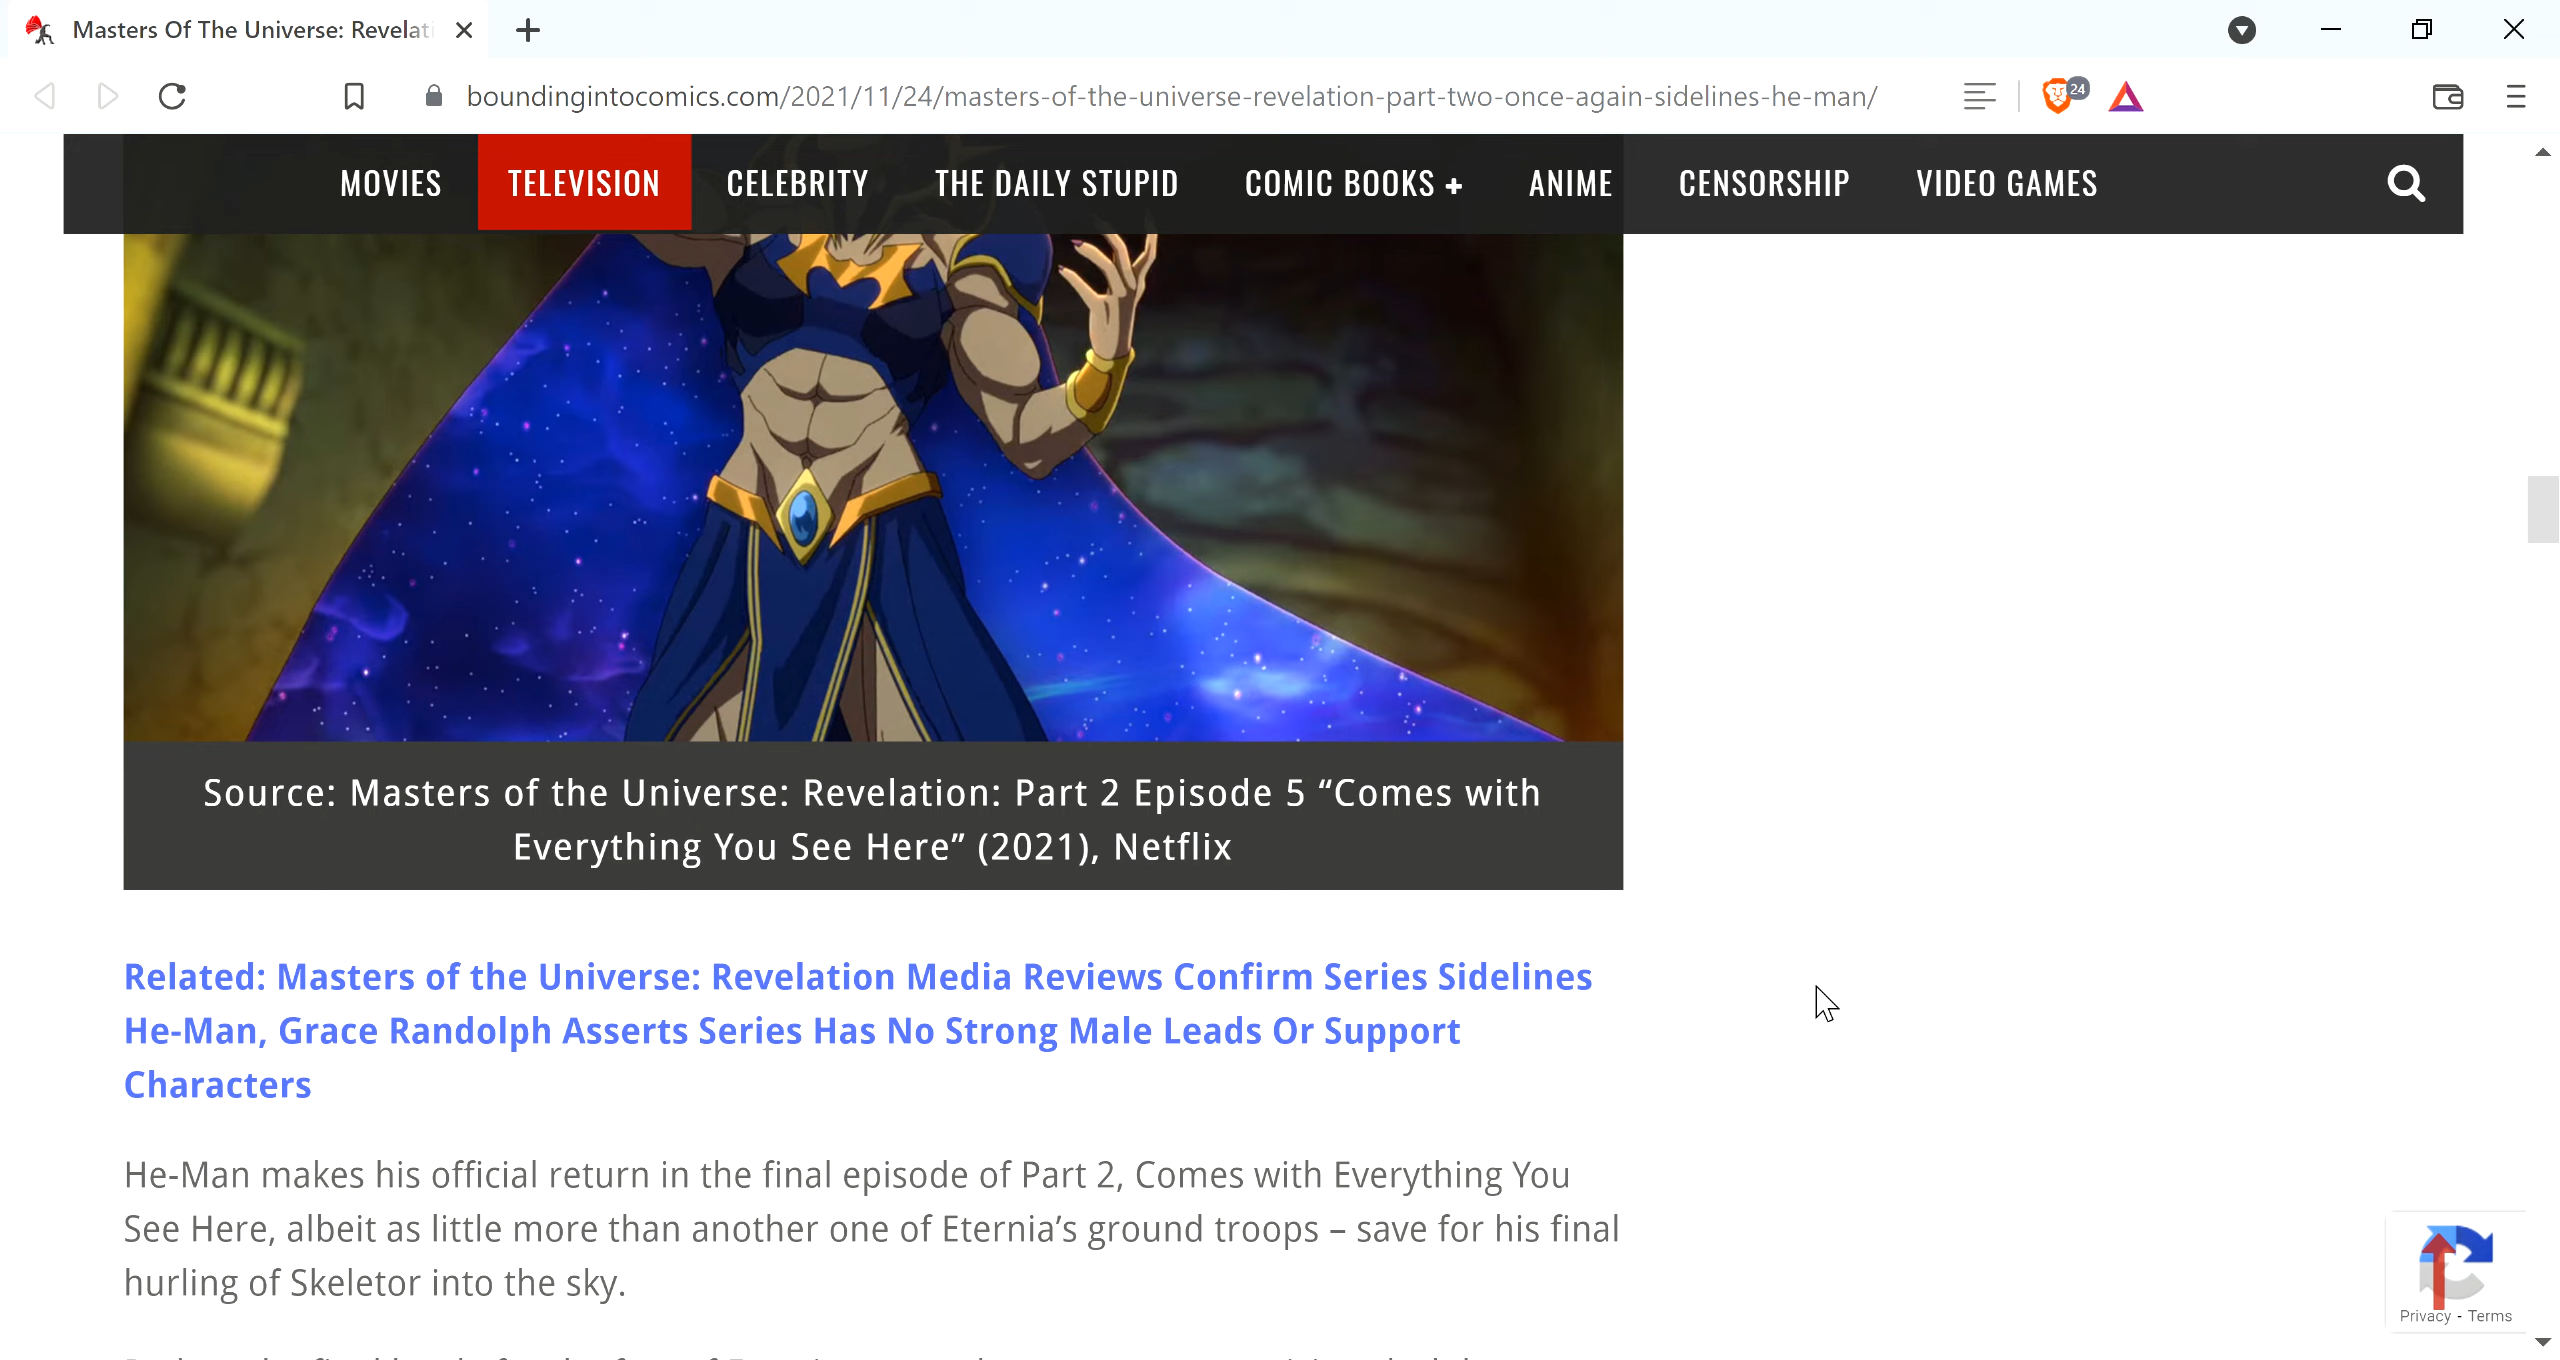 Masters Of The Universe: Revelati
boundingintocomics.com/2021/11/24/masters-of-the-universe-revelation-part-two-once-again-sidelines-he-man/
24
MOVIES TELEVISION CELEBRITY THE DAILY STUPID COMIC BOOKS + ANIME CENSORSHIP VIDEO GAMES
Source: Masters of the Universe: Revelation: Part 2 Episode 5 “Comes with
Everything You See Here” (2021), Netflix
Related: Masters of the Universe: Revelation Media Reviews Confirm Series Sidelines
He-Man, Grace Randolph Asserts Series Has No Strong Male Leads Or Support
Characters
He-Man makes his official return in the final episode of Part 2, Comes with Everything You
See Here, albeit as little more than another one of Eternia’s ground troops – save for his final
hurling of Skeletor into the sky.
Privacy - Terms